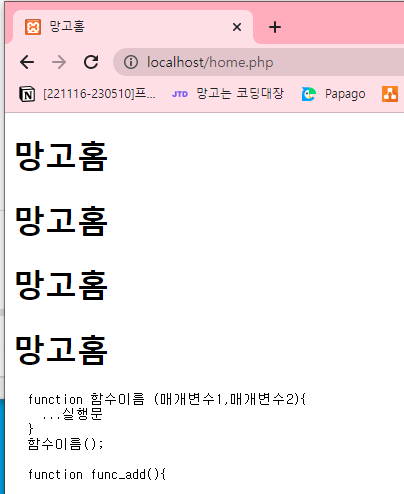 망고홈
localhost/home.php
[221116-230510]프...
JTD 망고는 코딩대장
Papago
망고홈
망고홈
망고홈
망고홈
function 함수이름 (매개변수1,매개변수2){
...실행문
}
함수이름();
function func_add(){